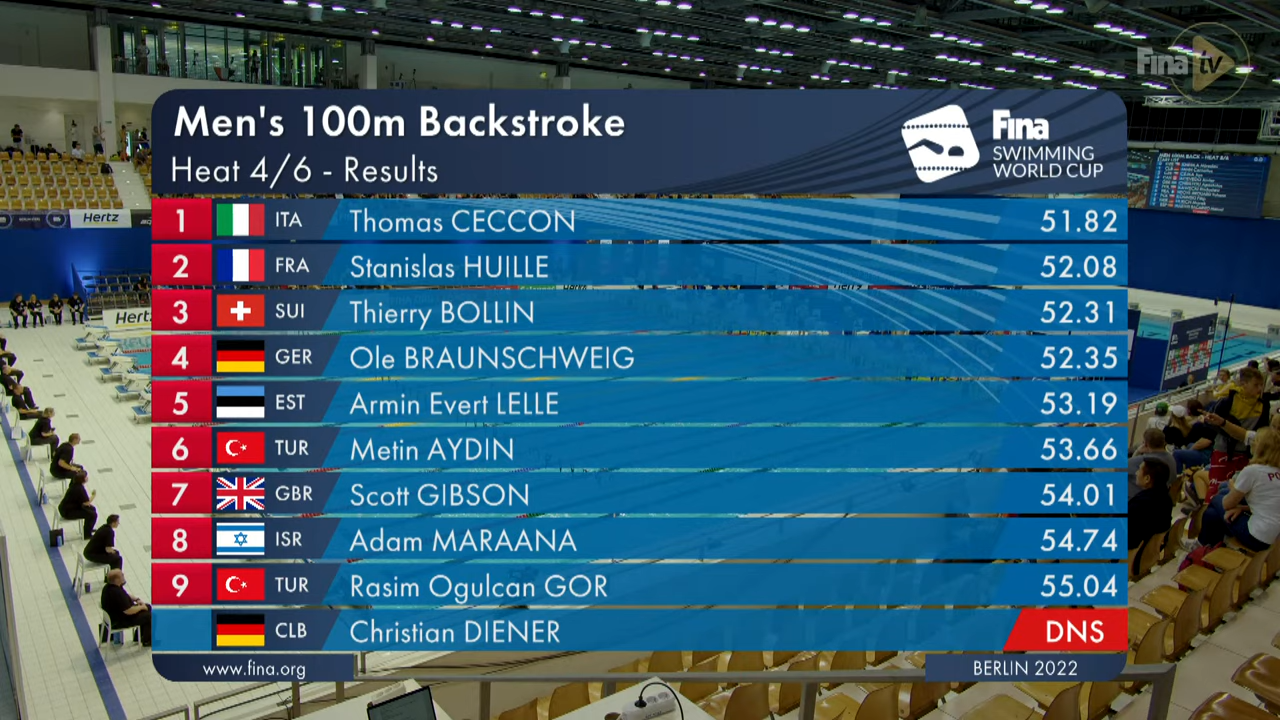 Fina tv
Men's 100m Backstroke
Heat 4/6 - Results
Fina
SWIMMING
WORLD CUP
1 ITA Thomas CECCON 51.82
2 FRA Stanislas HUILLE 52.08
3 SUI Thierry BOLLIN 52.31
4 GER Ole BRAUNSCHWEIG 52.35
5 EST Armin Evert LELLE 53.19
6 TUR Metin AYDIN 53.66
7 GBR Scott GIBSON 54.01
8 ISR Adam MARAANA 54.74
9 TUR Rasim Ogulcan GOR 55.04
CLB Christian DIENER DNS
www.fina.org
BERLIN 2022
Hertz
Hertz